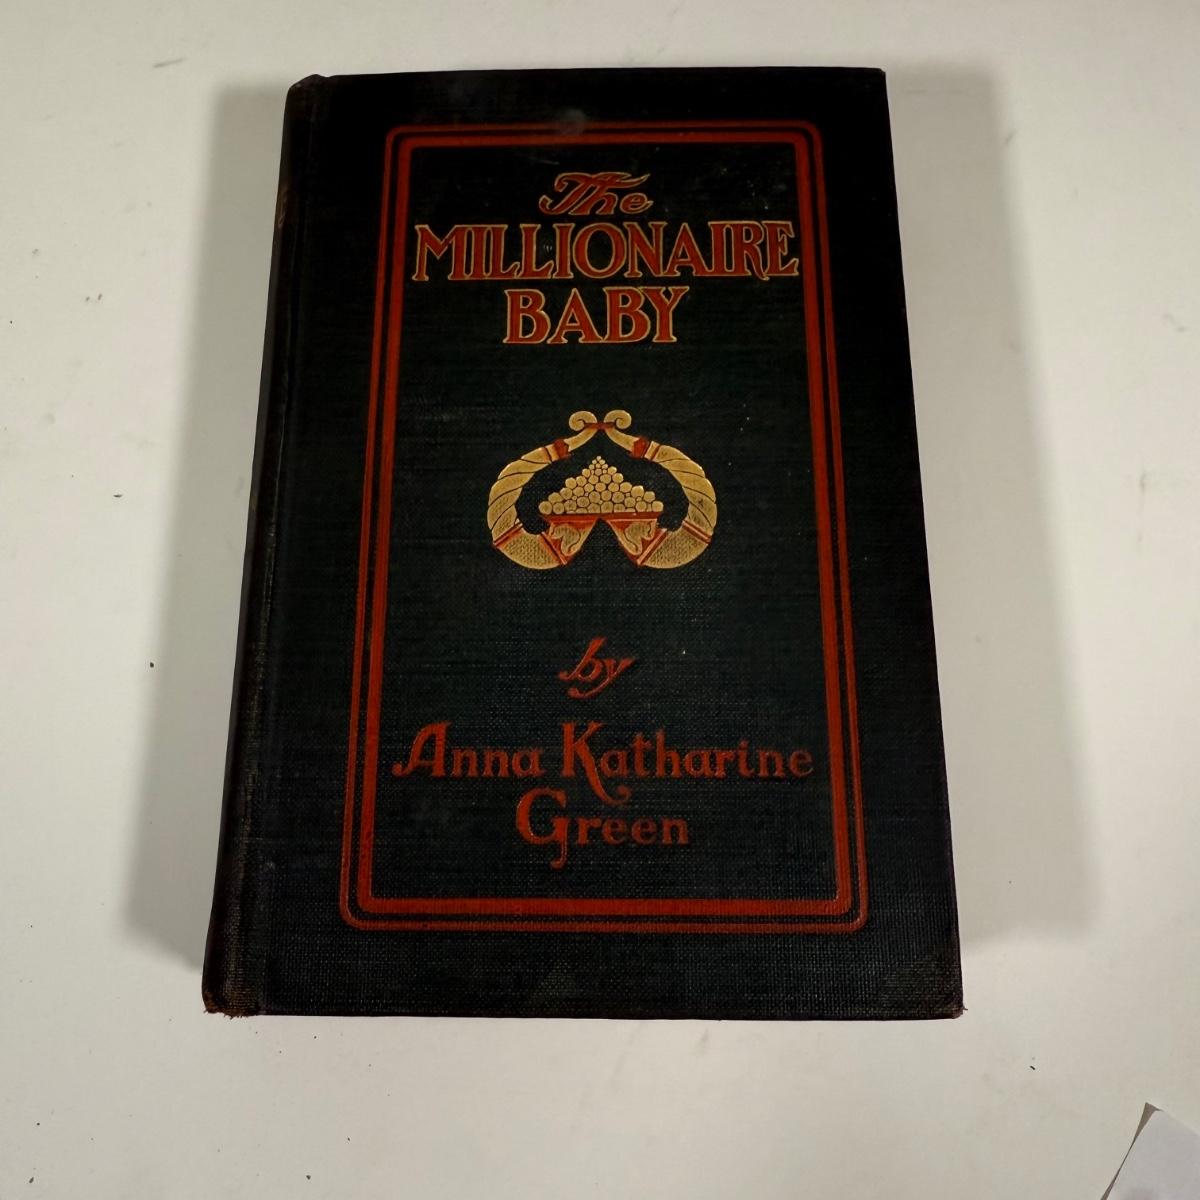 The
MILLIONAIRE
BABY
by
Anna Katharine
Green